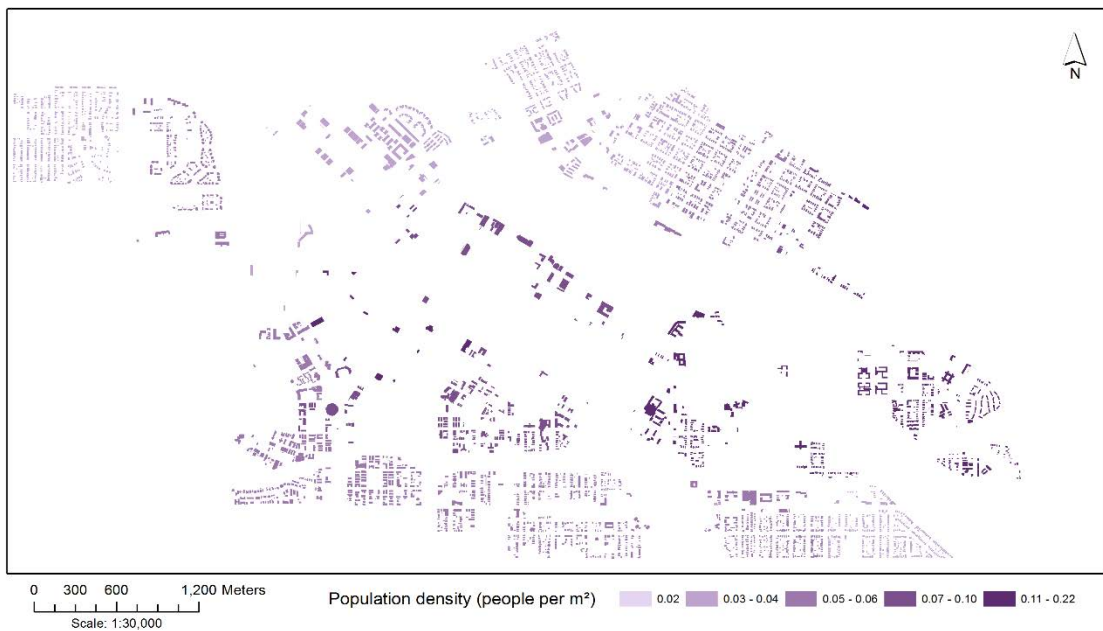 N
0 300 600 1,200 Meters
Scale: 1:30,000
Population density (people per m²) 0.02 0.03 - 0.04 0.05 - 0.06 0.07 - 0.10 0.11 - 0.22